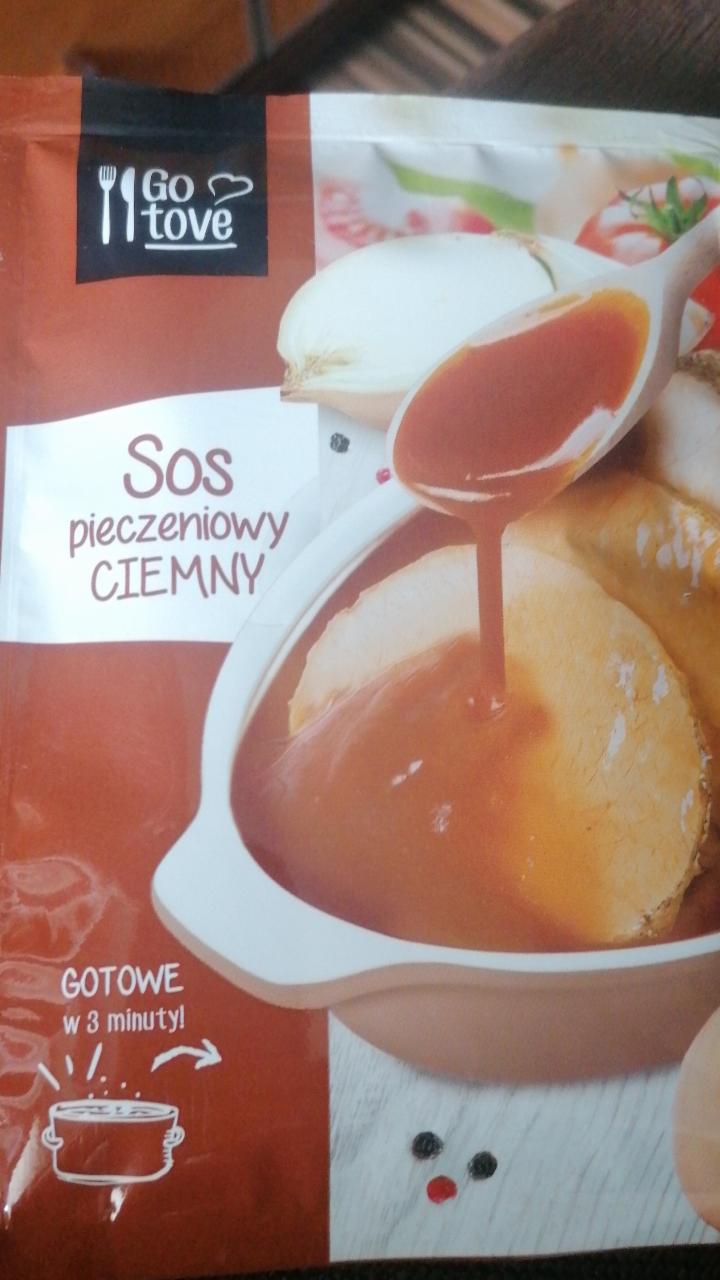 Go
tove
Sos
pieczeniowy
CIEMNY
GOTOWE
w 3 minuty!